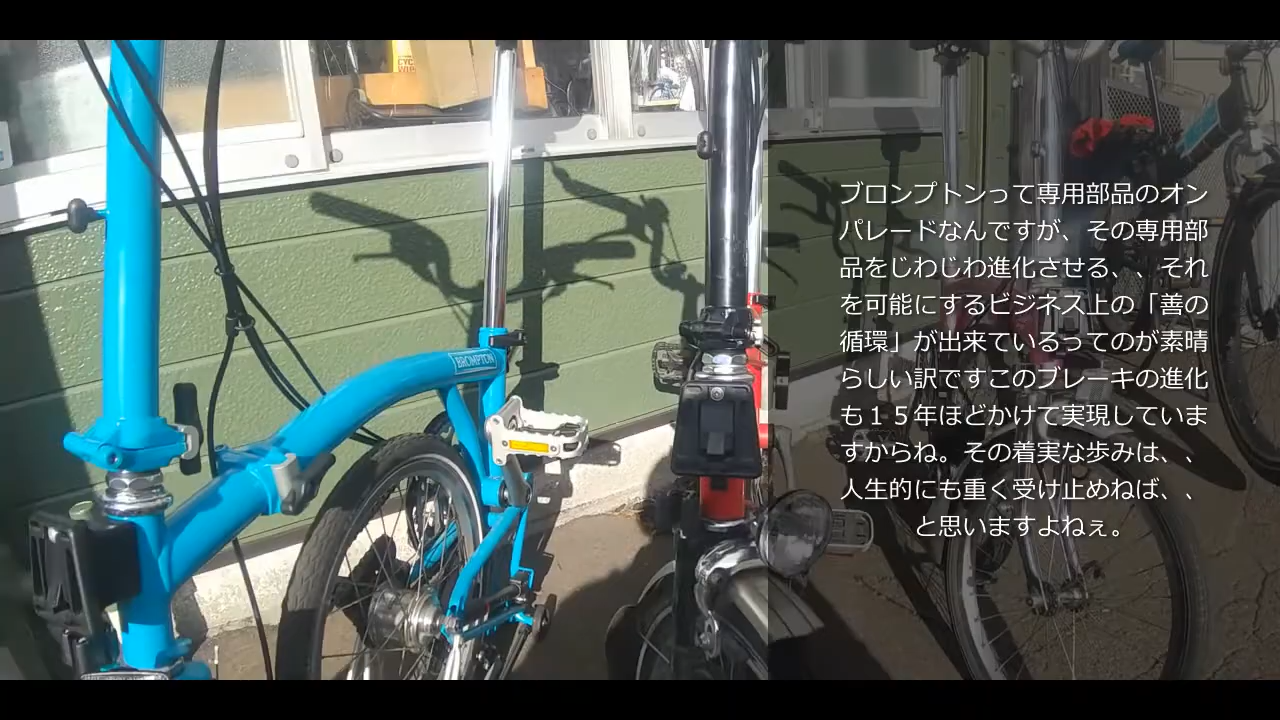 BROMPTON
ブロンプトンって専用部品のオン
パレードなんですが、その専用部
品をじわじわ進化させる、、それ
を可能にするビジネス上の「善の
循環」が出来ているってのが素晴
らしい訳ですこのブレーキの進化
も１５年ほどかけて実現していま
すからね。その着実な歩みは、、
人生的にも重く受け止めねば、、
と思いますよねぇ。